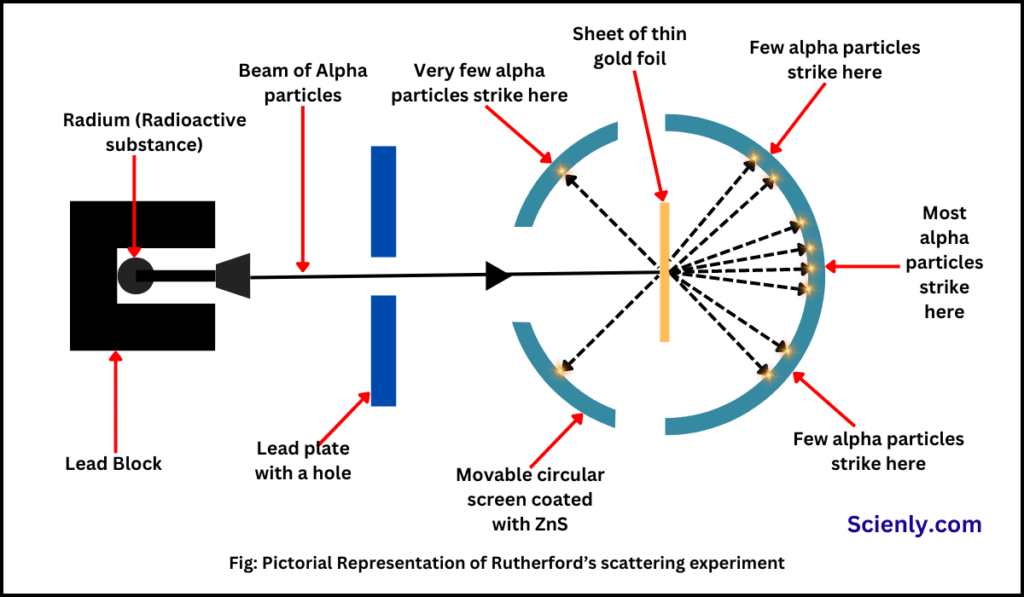 Sheet of thin
gold foil
Few alpha particles
strike here
Beam of Alpha
particles
Very few alpha
particles strike here
Radium (Radioactive
substance)
Most
alpha
particles
strike
here
Lead Block
Lead plate
with a hole
Movable circular
screen coated
with ZnS
Few alpha particles
strike here
Scienly.com
Fig: Pictorial Representation of Rutherford's scattering experiment